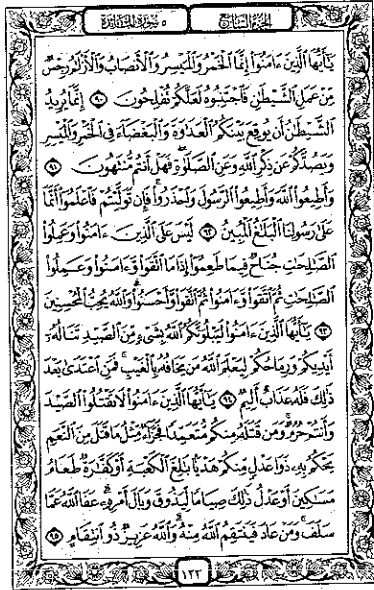 الجزء السابع
٥ سورة المائدة
يَٰٓأَيُّهَا ٱلَّذِينَ ءَامَنُوٓا۟ إِنَّمَا ٱلْخَمْرُ وَٱلْمَيْسِرُ وَٱلْأَنصَابُ وَٱلْأَزْلَٰمُ رِجْسٌ
مِّنْ عَمَلِ ٱلشَّيْطَٰنِ فَٱجْتَنِبُوهُ لَعَلَّكُمْ تُفْلِحُونَ ٩٠ إِنَّمَا يُرِيدُ
ٱلشَّيْطَٰنُ أَن يُوقِعَ بَيْنَكُمُ ٱلْعَدَٰوَةَ وَٱلْبَغْضَآءَ فِى ٱلْخَمْرِ وَٱلْمَيْسِرِ
وَيَصُدَّكُمْ عَن ذِكْرِ ٱللَّهِ وَعَنِ ٱلصَّلَوٰةِ ۖ فَهَلْ أَنتُم مُّنتَهُونَ ٩١
وَأَطِيعُوا۟ ٱللَّهَ وَأَطِيعُوا۟ ٱلرَّسُولَ وَٱحْذَرُوا۟ ۚ فَإِن تَوَلَّيْتُمْ فَٱعْلَمُوٓا۟ أَنَّمَا
عَلَىٰ رَسُولِنَا ٱلْبَلَٰغُ ٱلْمُبِينُ ٩٢ لَيْسَ عَلَى ٱلَّذِينَ ءَامَنُوا۟ وَعَمِلُوا۟
ٱلصَّٰلِحَٰتِ جُنَاحٌ فِيمَا طَعِمُوٓا۟ إِذَا مَا ٱتَّقَوا۟ وَّءَامَنُوا۟ وَعَمِلُوا۟
ٱلصَّٰلِحَٰتِ ثُمَّ ٱتَّقَوا۟ وَّءَامَنُوا۟ ثُمَّ ٱتَّقَوا۟ وَّأَحْسَنُوا۟ ۗ وَٱللَّهُ يُحِبُّ ٱلْمُحْسِنِينَ
٩٣ يَٰٓأَيُّهَا ٱلَّذِينَ ءَامَنُوا۟ لَيَبْلُوَنَّكُمُ ٱللَّهُ بِشَىْءٍ مِّنَ ٱلصَّيْدِ تَنَالُهُۥٓ
أَيْدِيكُمْ وَرِمَاحُكُمْ لِيَعْلَمَ ٱللَّهُ مَن يَخَافُهُۥ بِٱلْغَيْبِ ۚ فَمَنِ ٱعْتَدَىٰ بَعْدَ
ذَٰلِكَ فَلَهُۥ عَذَابٌ أَلِيمٌ ٩٤ يَٰٓأَيُّهَا ٱلَّذِينَ ءَامَنُوا۟ لَا تَقْتُلُوا۟ ٱلصَّيْدَ
وَأَنتُمْ حُرُمٌ ۚ وَمَن قَتَلَهُۥ مِنكُم مُّتَعَمِّدًا فَجَزَآءٌ مِّثْلُ مَا قَتَلَ مِنَ ٱلنَّعَمِ
يَحْكُمُ بِهِۦ ذَوَا عَدْلٍ مِّنكُمْ هَدْيًۢا بَٰلِغَ ٱلْكَعْبَةِ أَوْ كَفَّٰرَةٌ طَعَامُ
مَسَٰكِينَ أَوْ عَدْلُ ذَٰلِكَ صِيَامًا لِّيَذُوقَ وَبَالَ أَمْرِهِۦ ۗ عَفَا ٱللَّهُ عَمَّا
سَلَفَ ۚ وَمَنْ عَادَ فَيَنتَقِمُ ٱللَّهُ مِنْهُ ۗ وَٱللَّهُ عَزِيزٌ ذُو ٱنتِقَامٍ ٩٥
١٢٣